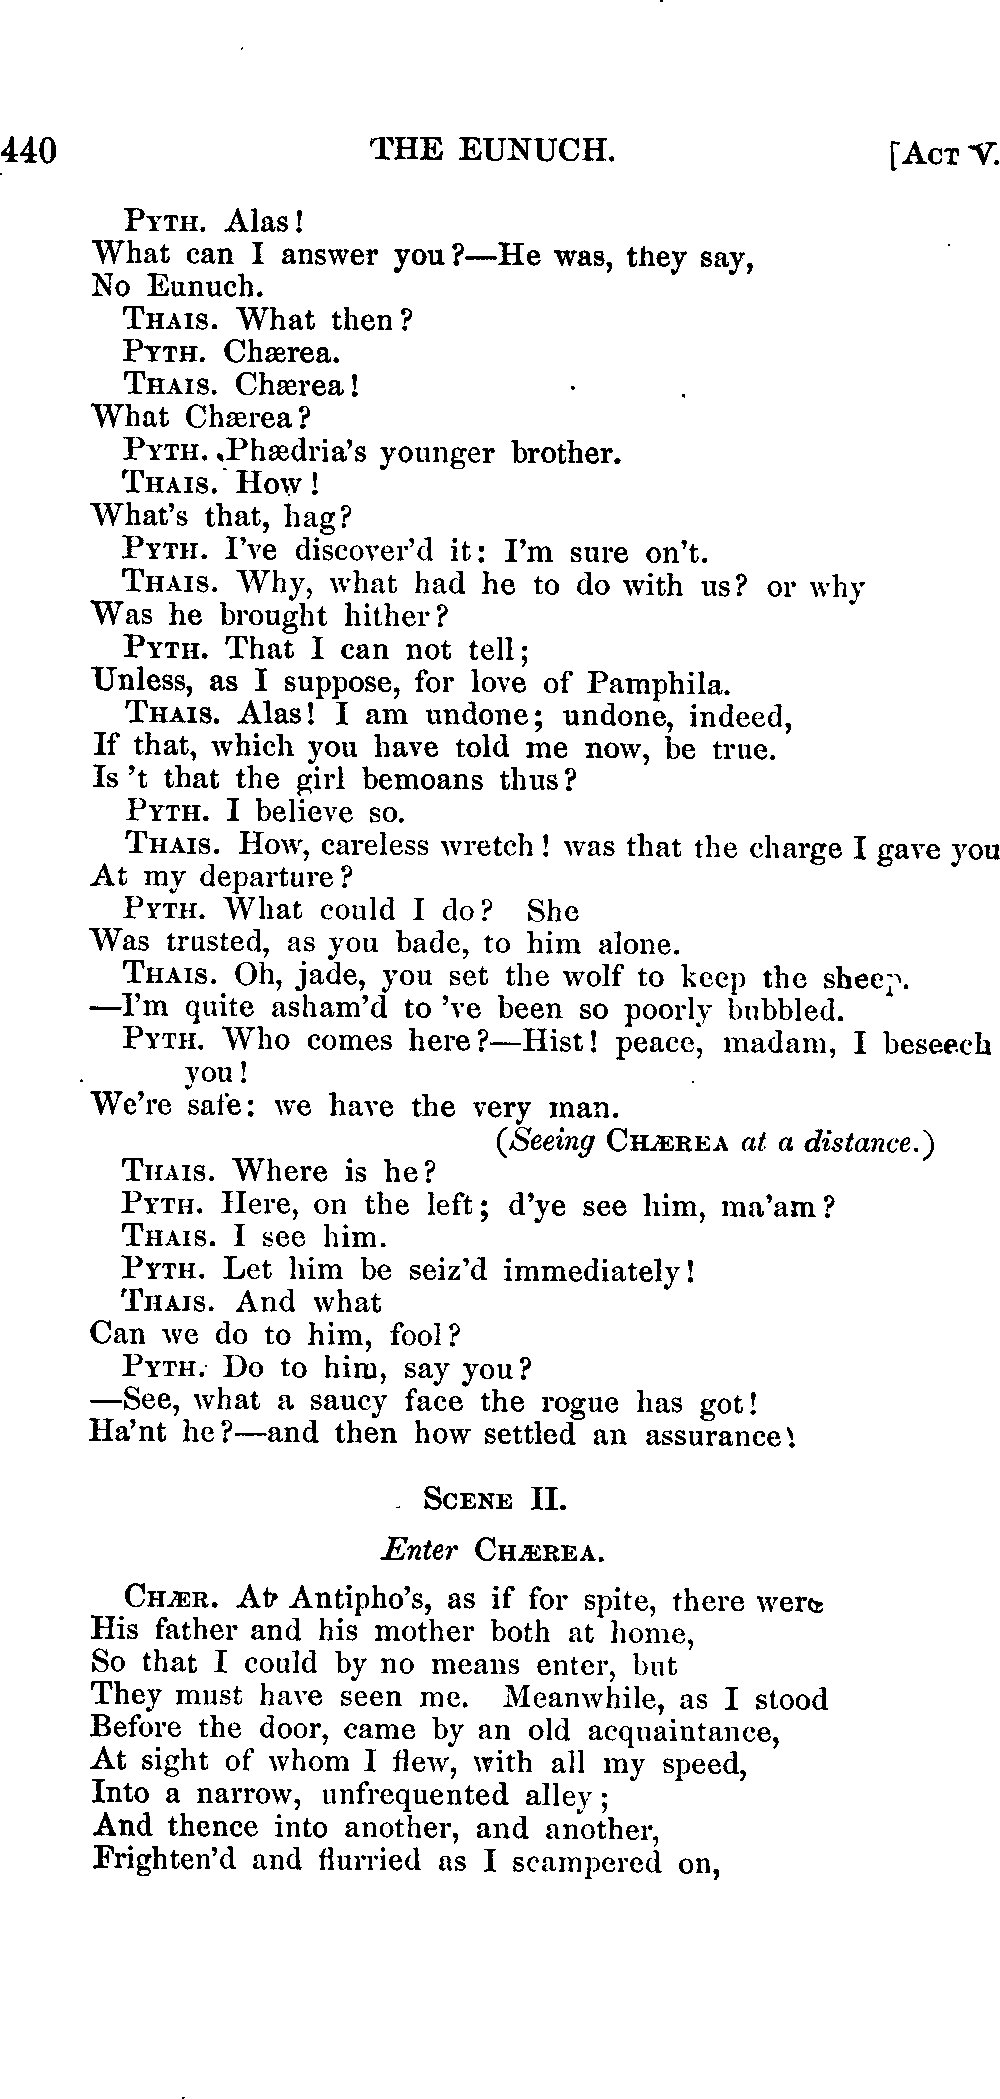 440 THE EUNUCH. [ACT V.
PYTH. Alas!
What can I answer you?—He was, they say,
No Eunuch.
THAIS. What then?
PYTH. Chærea.
THAIS. Chærea!
What Chærea?
PYTH. Phædria's younger brother.
THAIS. How!
What's that, hag?
PYTH. I've discover'd it: I'm sure on't.
THAIS. Why, what had he to do with us? or why
Was he brought hither?
PYTH. That I can not tell;
Unless, as I suppose, for love of Pamphila.
THAIS. Alas! I am undone; undone, indeed,
If that, which you have told me now, be true.
Is 't that the girl bemoans thus?
PYTH. I believe so.
THAIS. How, careless wretch! was that the charge I gave you
At my departure?
PYTH. What could I do? She
Was trusted, as you bade, to him alone.
THAIS. Oh, jade, you set the wolf to keep the sheep.
—I'm quite asham'd to 've been so poorly bubbled.
PYTH. Who comes here?—Hist! peace, madam, I beseech
you!
We're safe: we have the very man.
(Seeing CHÆREA at a distance.)
THAIS. Where is he?
PYTH. Here, on the left; d'ye see him, ma'am?
THAIS. I see him.
PYTH. Let him be seiz'd immediately!
THAIS. And what
Can we do to him, fool?
PYTH. Do to him, say you?
—See, what a saucy face the rogue has got!
Ha'nt he?—and then how settled an assurance!
SCENE II.
Enter CHÆREA.
CHÆR. At Antipho's, as if for spite, there were
His father and his mother both at home,
So that I could by no means enter, but
They must have seen me. Meanwhile, as I stood
Before the door, came by an old acquaintance,
At sight of whom I flew, with all my speed,
Into a narrow, unfrequented alley;
And thence into another, and another,
Frighten'd and flurried as I scampered on,